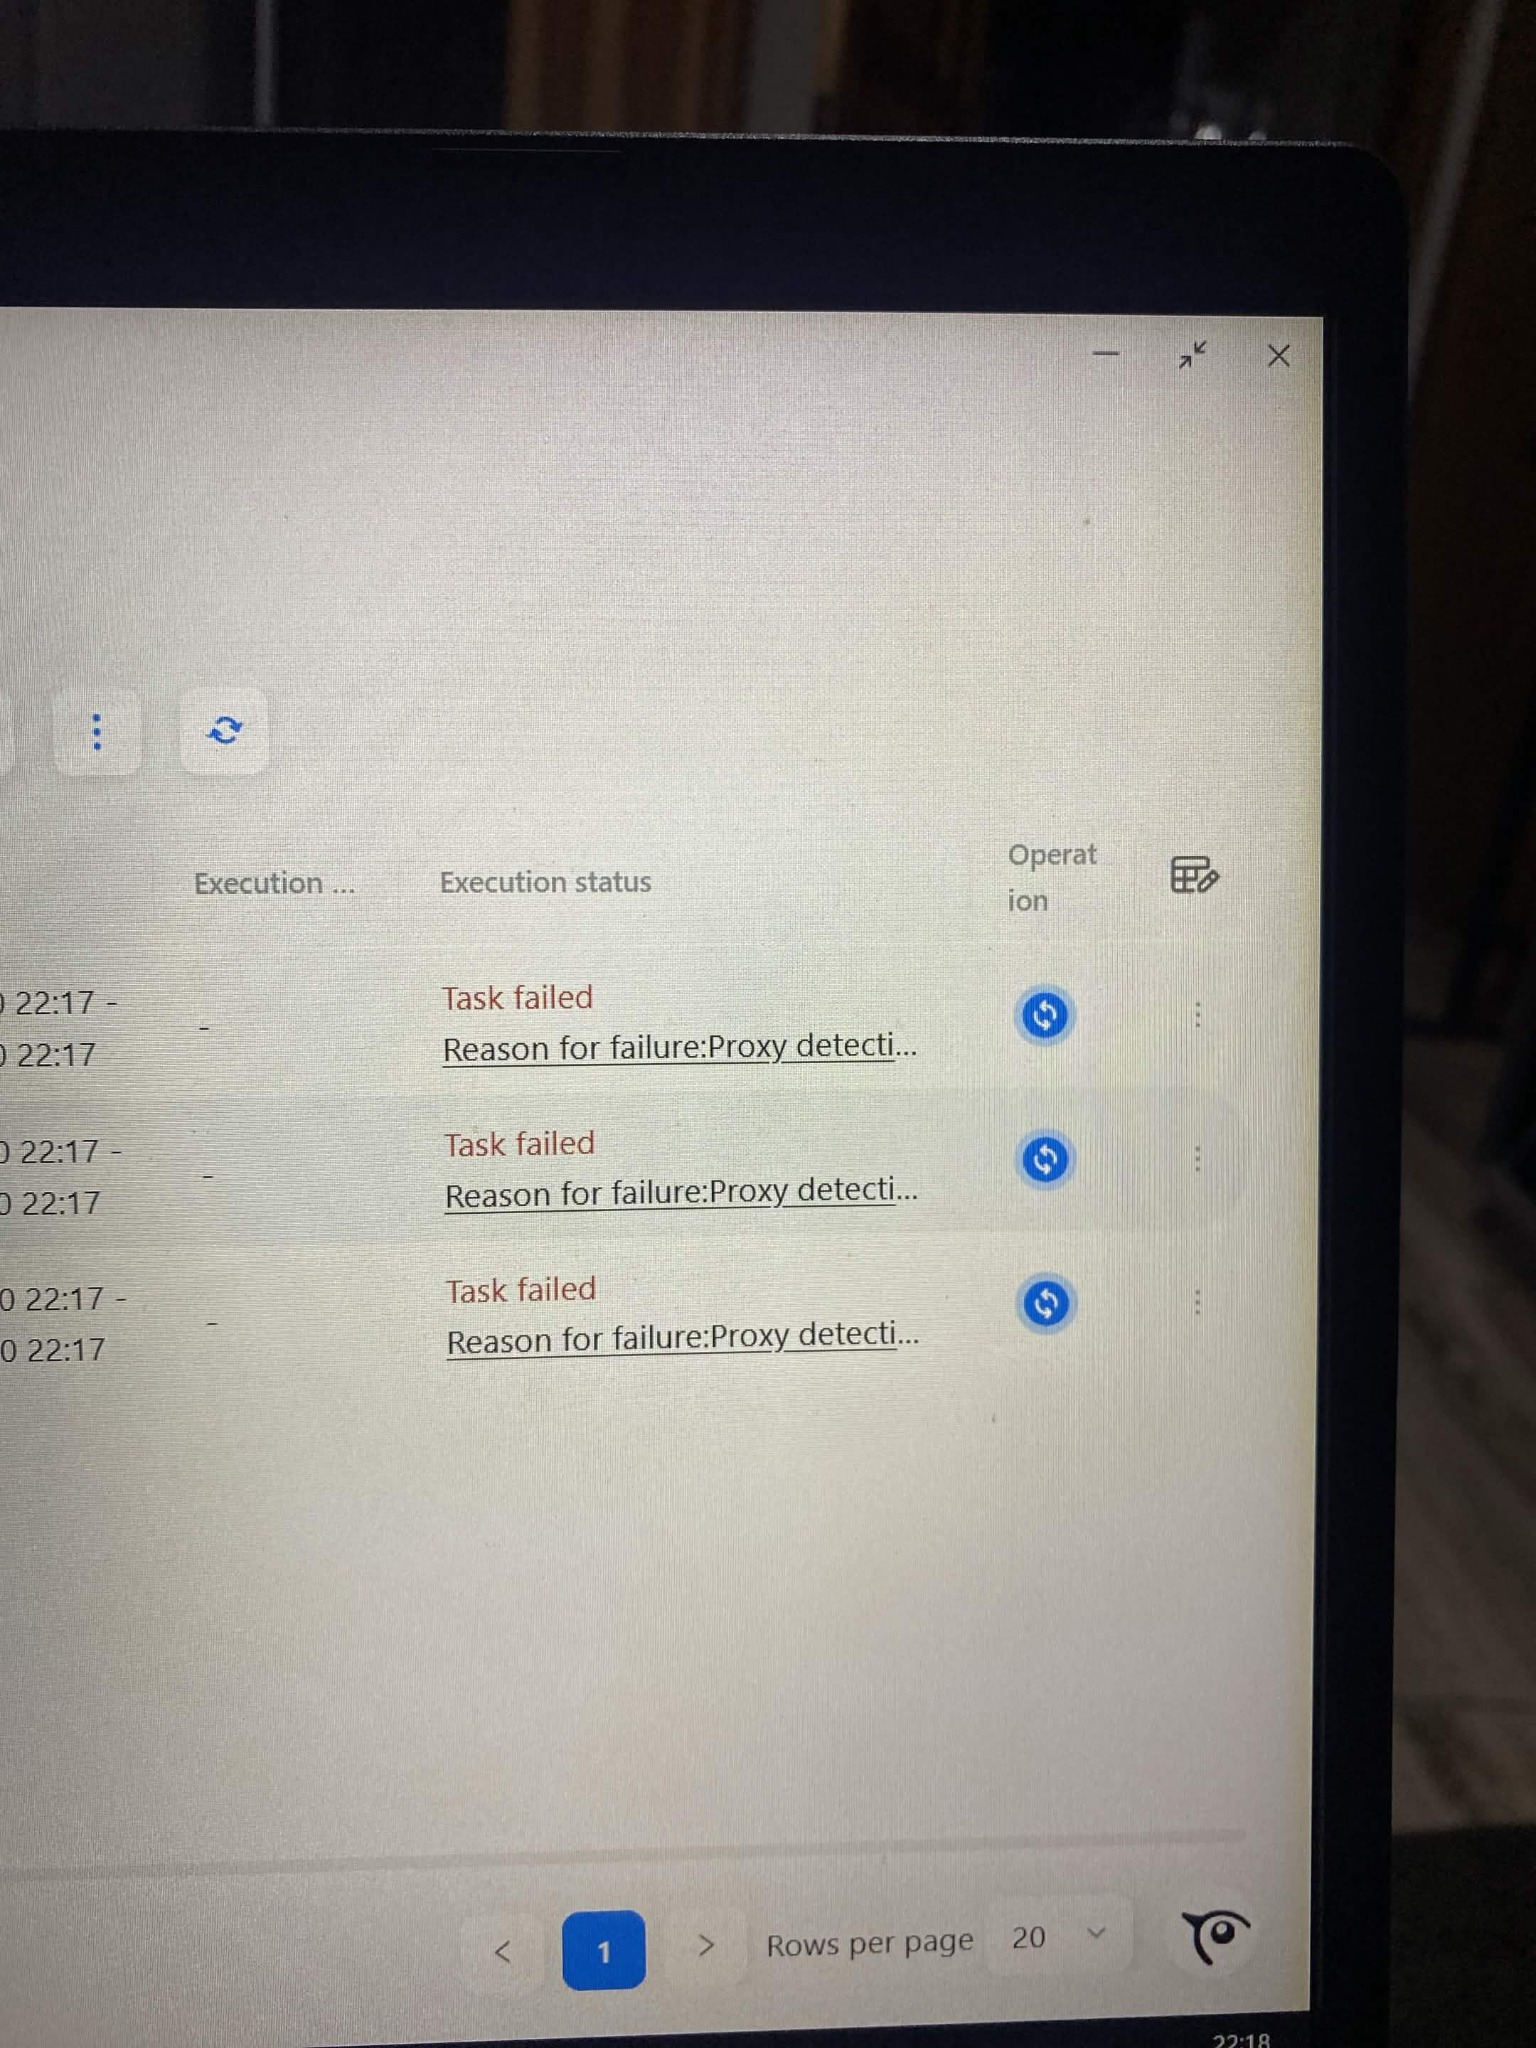 Execution ...
Execution status
Operat
ion
22:17 -
22:17
-
Task failed
Reason for failure:Proxy detecti...
22:17 -
22:17
-
Task failed
Reason for failure:Proxy detecti...
0 22:17 -
0 22:17
-
Task failed
Reason for failure:Proxy detecti...
<
1
>
Rows per page
20
22:18